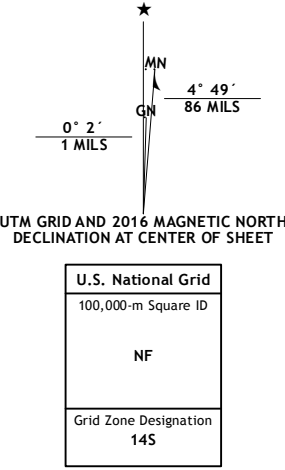 MN
4° 49´
86 MILS
GN
0° 2´
1 MILS
UTM GRID AND 2016 MAGNETIC NORTH
DECLINATION AT CENTER OF SHEET
U.S. National Grid
100,000-m Square ID
NF
Grid Zone Designation
14S